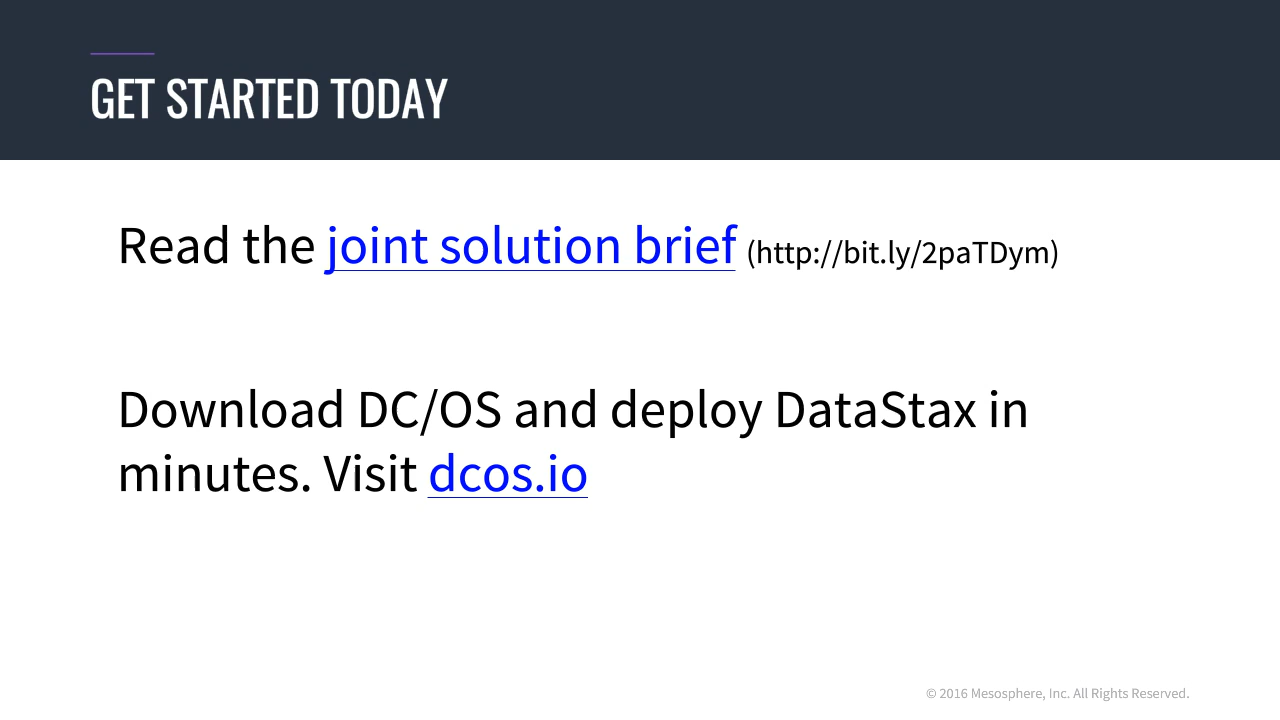 GET STARTED TODAY
Read the joint solution brief (http://bit.ly/2paTDym)
Download DC/OS and deploy DataStax in
minutes. Visit dcos.io
© 2016 Mesosphere, Inc. All Rights Reserved.